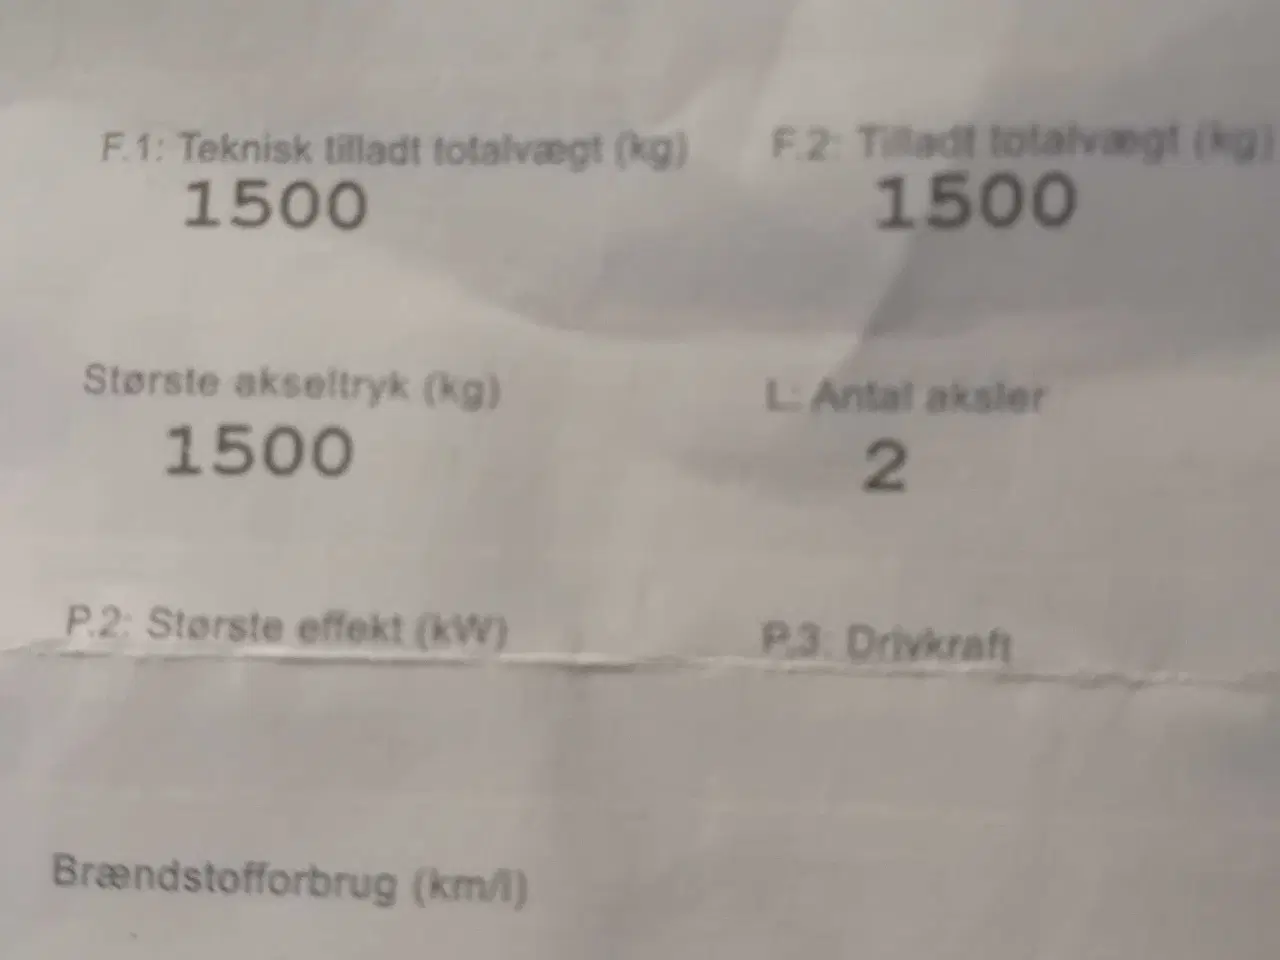 F.1: Teknisk tilladt totalvægt (kg)
F.2: Tilladt totalvægt (kg)
1500
1500
Største akseltryk (kg)
L: Antal aksler
1500
2
P.2: Største effekt (kW)
P.3: Drivkraft
Brændstofforbrug (km/l)